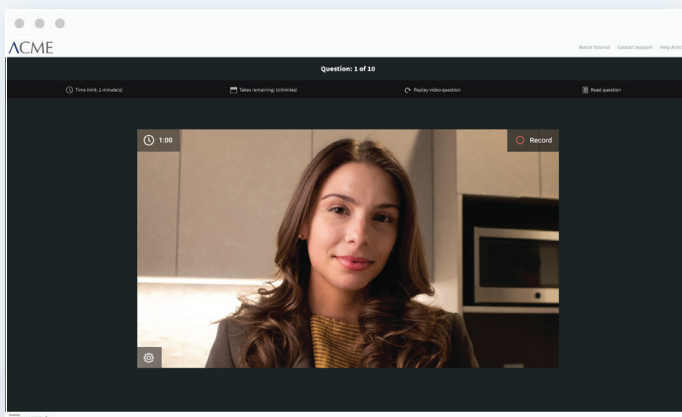 ACME
Watch Tutorial Contact Support Help Artic
Question: 1 of 10
Time limit: 1 minute(s) Takes remaining: Unlimited Replay video question Read question
1:00 Record